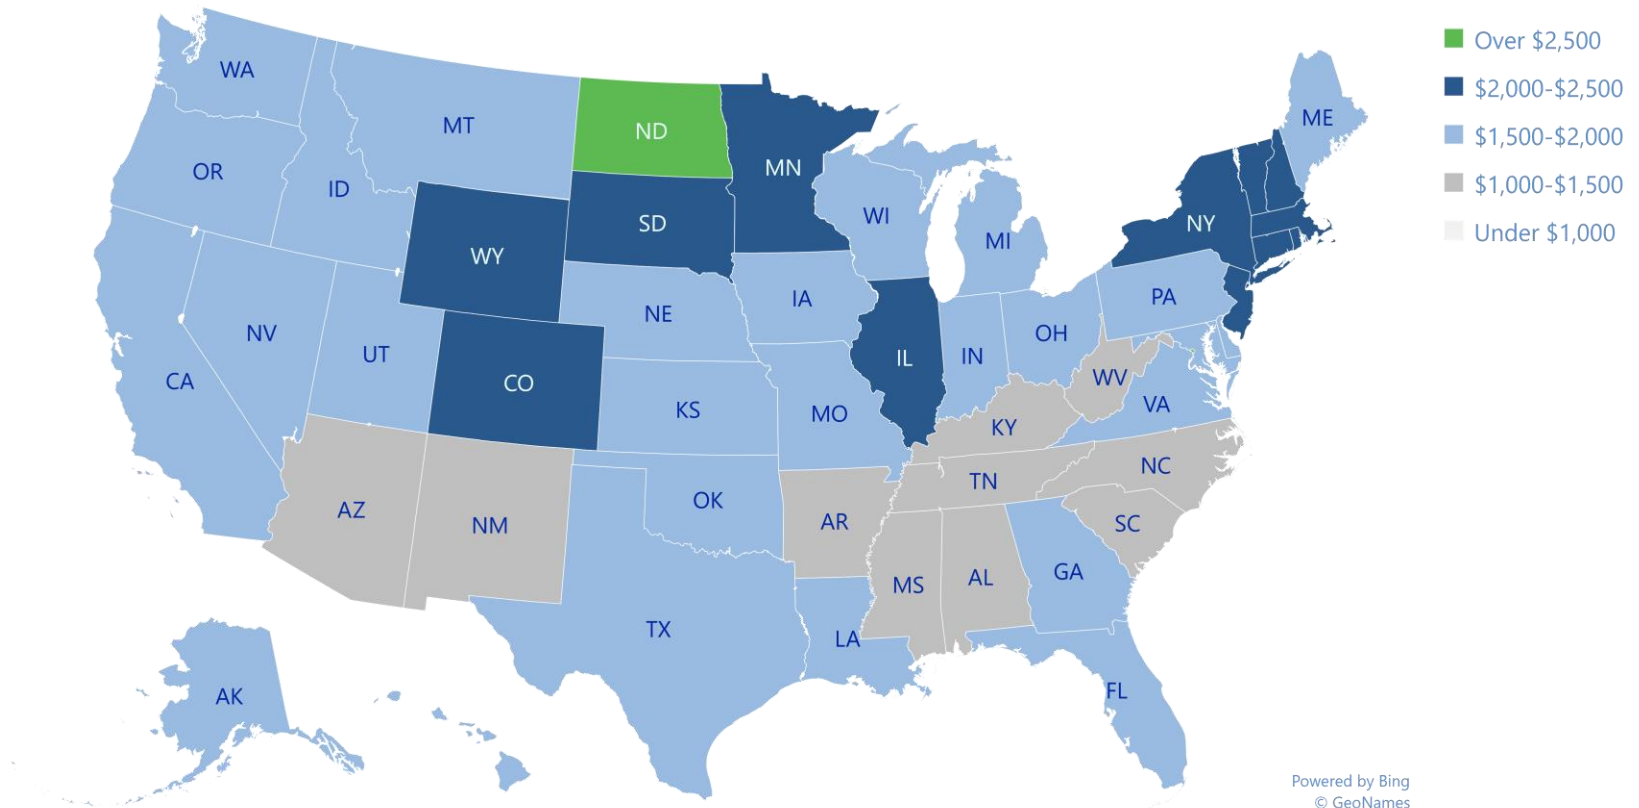 Over $2,500
$2,000-$2,500
$1,500-$2,000
$1,000-$1,500
Under $1,000
WA
MT
ND
MN
ME
OR
ID
SD
WI
NY
WY
MI
NE
IA
PA
NV
UT
CO
IL
IN
OH
CA
KS
MO
WV
VA
KY
AZ
NM
OK
AR
TN
NC
SC
MS
AL
GA
TX
LA
AK
FL
Powered by Bing
© GeoNames